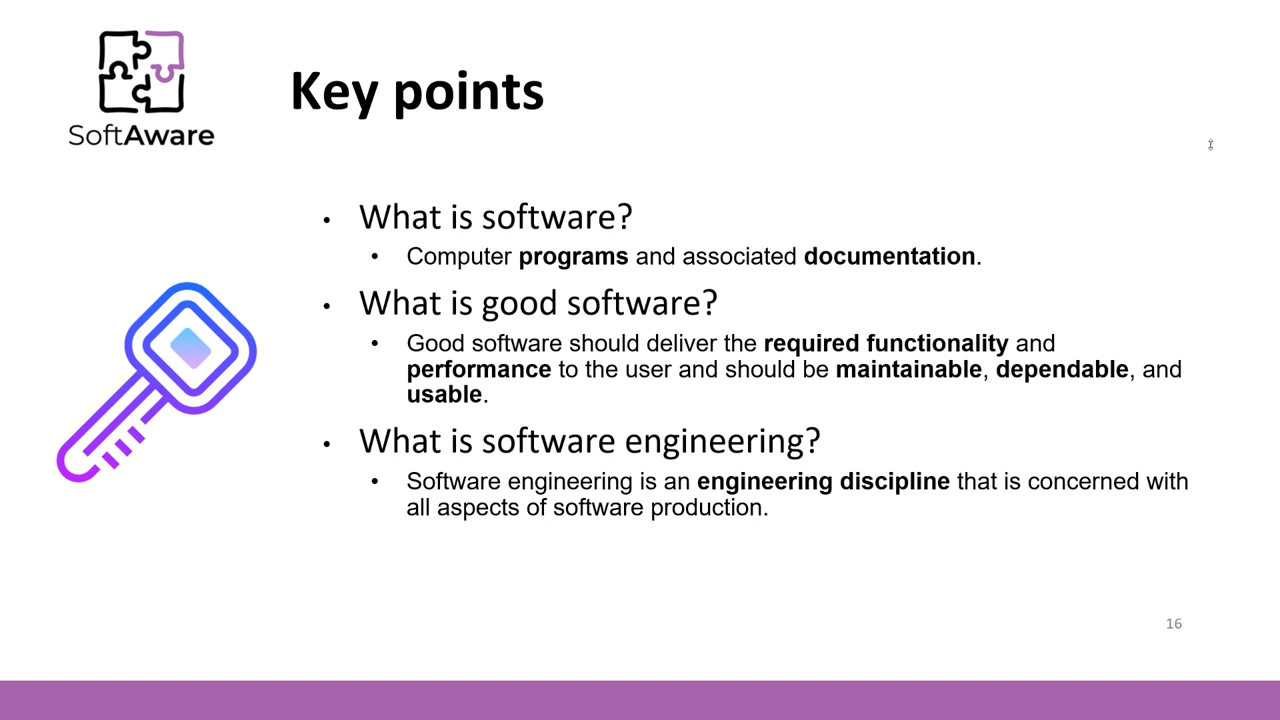 SoftAware
Key points
• What is software?
• Computer programs and associated documentation.
• What is good software?
• Good software should deliver the required functionality and
performance to the user and should be maintainable, dependable, and
usable.
• What is software engineering?
• Software engineering is an engineering discipline that is concerned with
all aspects of software production.
16